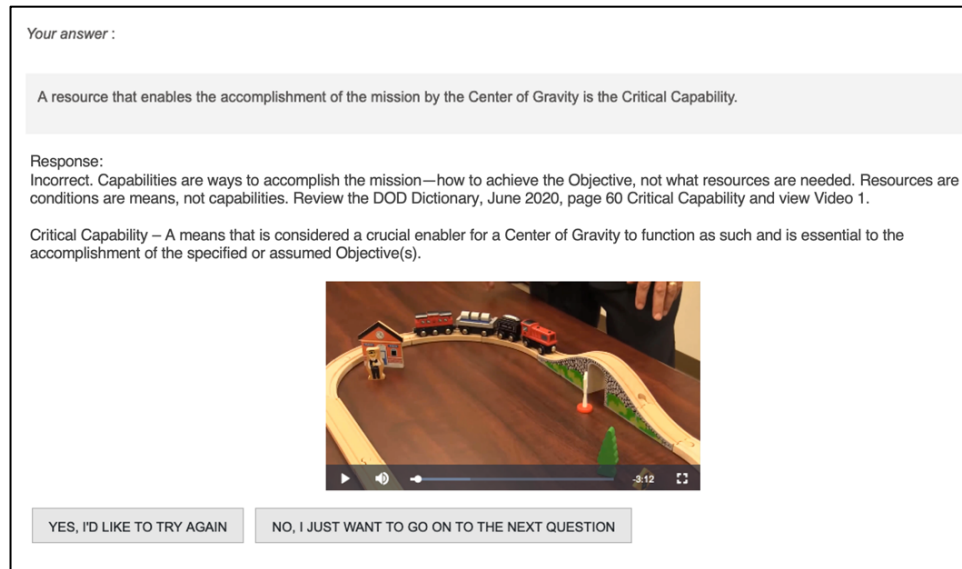 Your answer :
A resource that enables the accomplishment of the mission by the Center of Gravity is the Critical Capability.
Response:
Incorrect. Capabilities are ways to accomplish the mission—how to achieve the Objective, not what resources are needed. Resources are
conditions are means, not capabilities. Review the DOD Dictionary, June 2020, page 60 Critical Capability and view Video 1.
Critical Capability – A means that is considered a crucial enabler for a Center of Gravity to function as such and is essential to the
accomplishment of the specified or assumed Objective(s).
-3:12
YES, I'D LIKE TO TRY AGAIN
NO, I JUST WANT TO GO ON TO THE NEXT QUESTION